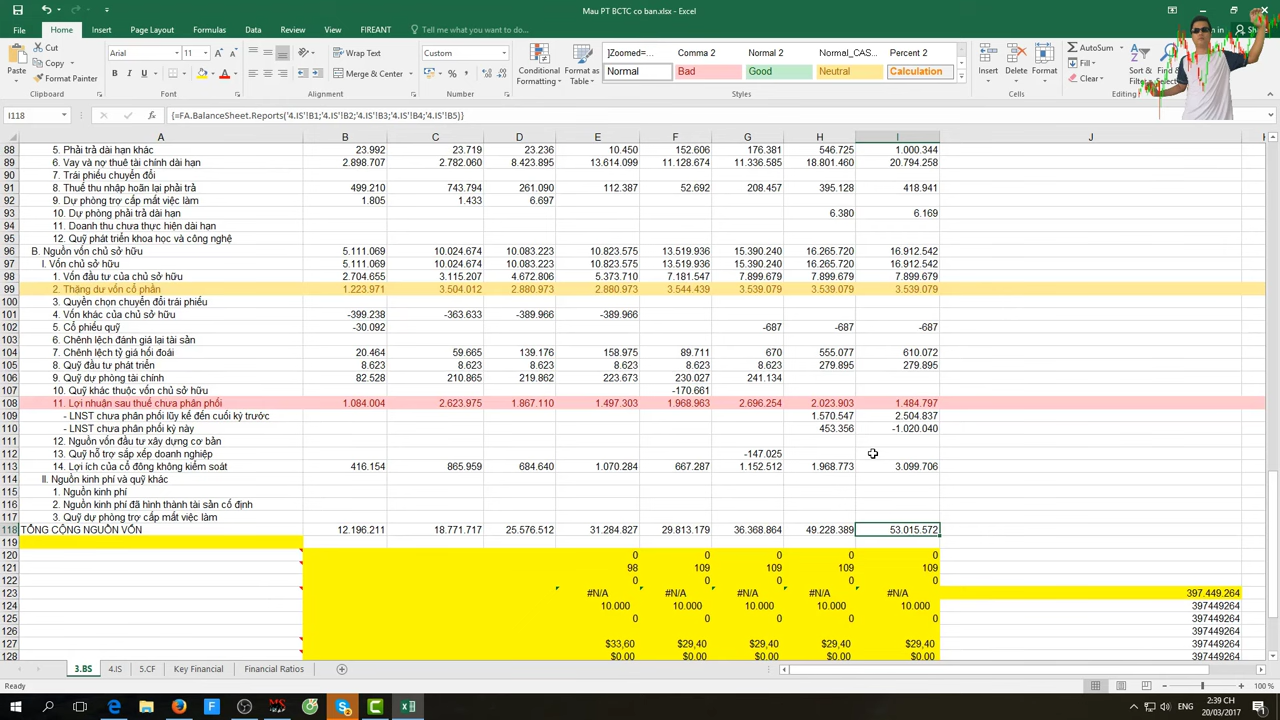 Mau PT BCTC co ban.xlsx - Excel
File Home Insert Page Layout Formulas Data Review View FIREANT Tell me what you want to do...
Cut Arial 11 Wrap Text Custom ]Zoomed=... Comma 2 Normal 2 Normal_CAS... Percent 2 AutoSum
Copy Fill
Paste Format Painter Merge & Center Conditional Formatting Format as Table Normal Bad Good Neutral Calculation Insert Delete Format Clear
Clipboard Font Alignment Number Styles Cells
I118 {=FA.BalanceSheet.Reports('4.IS'!B1;'4.IS'!B2;'4.IS'!B3;'4.IS'!B4;'4.IS'!B5)}
A B C D E F G H I J
88 5. Phải trả dài hạn khác 23.992 23.719 23.236 10.450 152.606 176.381 546.725 1.000.344
89 6. Vay và nợ thuê tài chính dài hạn 2.898.707 2.782.060 8.423.895 13.614.099 11.128.674 11.336.585 18.801.460 20.794.258
90 7. Trái phiếu chuyển đổi
91 8. Thuế thu nhập hoãn lại phải trả 499.210 743.794 261.090 112.387 52.692 208.457 395.128 418.941
92 9. Dự phòng trợ cấp mất việc làm 1.805 1.433 6.697
93 10. Dự phòng phải trả dài hạn 6.380 6.169
94 11. Doanh thu chưa thực hiện dài hạn
95 12. Quỹ phát triển khoa học và công nghệ
96 B. Nguồn vốn chủ sở hữu 5.111.069 10.024.674 10.083.223 10.823.575 13.519.936 15.390.240 16.265.720 16.912.542
97 I. Vốn chủ sở hữu 5.111.069 10.024.674 10.083.223 10.823.575 13.519.936 15.390.240 16.265.720 16.912.542
98 1. Vốn đầu tư của chủ sở hữu 2.704.655 3.115.207 4.672.806 5.373.710 7.181.547 7.899.679 7.899.679 7.899.679
99 2. Thặng dư vốn cổ phần 1.223.971 3.504.012 2.880.973 2.880.973 3.544.439 3.539.079 3.539.079 3.539.079
100 3. Quyền chọn chuyển đổi trái phiếu
101 4. Vốn khác của chủ sở hữu -399.238 -363.633 -389.966 -389.966
102 5. Cổ phiếu quỹ -30.092 -687 -687 -687
103 6. Chênh lệch đánh giá lại tài sản
104 7. Chênh lệch tỷ giá hối đoái 20.464 59.665 139.176 158.975 89.711 670 555.077 610.072
105 8. Quỹ đầu tư phát triển 8.623 8.623 8.623 8.623 8.623 8.623 279.895 279.895
106 9. Quỹ dự phòng tài chính 82.528 210.865 219.862 223.673 230.027 241.134
107 10. Quỹ khác thuộc vốn chủ sở hữu -170.661
108 11. Lợi nhuận sau thuế chưa phân phối 1.084.004 2.623.975 1.867.110 1.497.303 1.968.963 2.696.254 2.023.903 1.484.797
109 - LNST chưa phân phối lũy kế đến cuối kỳ trước 1.570.547 2.504.837
110 - LNST chưa phân phối kỳ này 453.356 -1.020.040
111 12. Nguồn vốn đầu tư xây dựng cơ bản
112 13. Quỹ hỗ trợ sắp xếp doanh nghiệp -147.025
113 14. Lợi ích của cổ đông không kiểm soát 416.154 865.959 684.640 1.070.284 667.287 1.152.512 1.968.773 3.099.706
114 II. Nguồn kinh phí và quỹ khác
115 1. Nguồn kinh phí
116 2. Nguồn kinh phí đã hình thành tài sản cố định
117 3. Quỹ dự phòng trợ cấp mất việc làm
118 TỔNG CỘNG NGUỒN VỐN 12.196.211 18.771.717 25.576.512 31.284.827 29.813.179 36.368.864 49.228.389 53.015.572
119
120 0 0 0 0 0
121 98 109 109 109 109
122 0 0 0 0 0
123 #N/A #N/A #N/A #N/A #N/A 397.449.264
124 10.000 10.000 10.000 10.000 10.000 397449264
125 0 0 0 0 0 397449264
126 397449264
127 $33,60 $29,40 $29,40 $29,40 $29,40 397449264
128 $0.00 $0.00 $0.00 $0.00 $0.00 397449264
3.BS 4.IS 5.CF Key Financial Financial Ratios
Ready 100 %
ENG 2:39 CH
20/03/2017